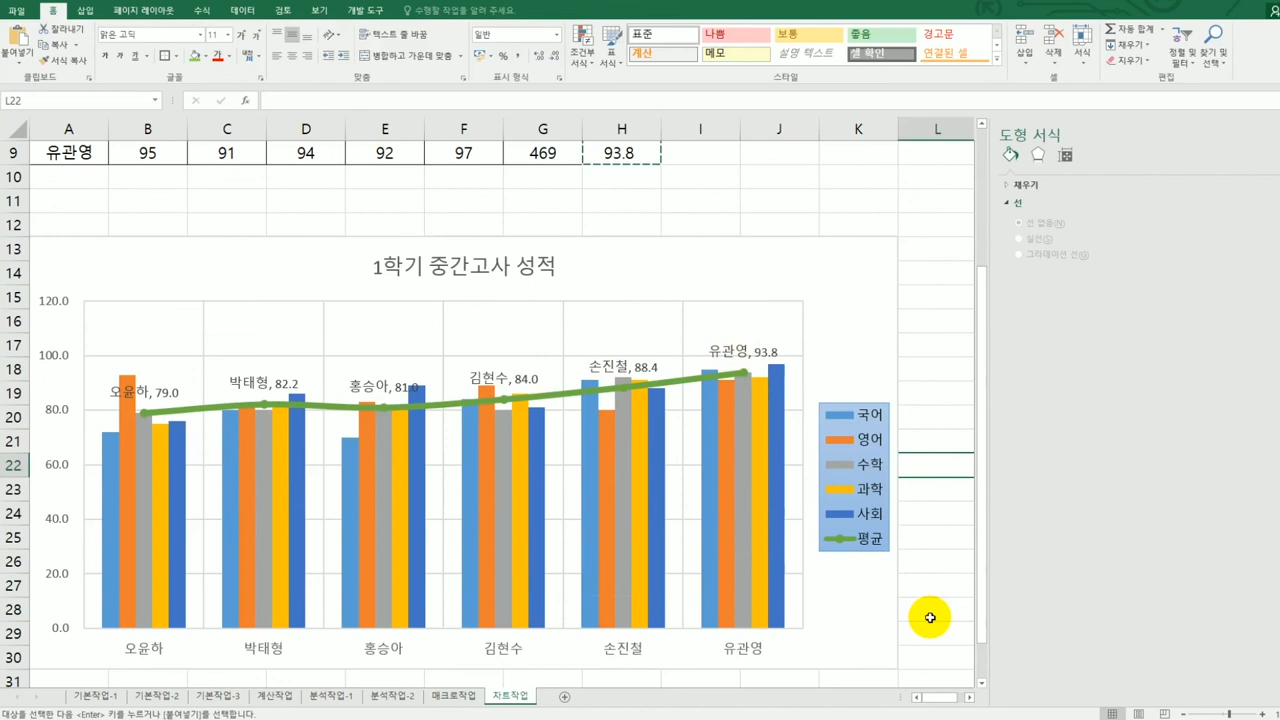 파일 홈 삽입 페이지 레이아웃 수식 데이터 검토 보기 개발 도구 수행할 작업을 알려 주세요.
잘라내기 맑은 고딕 11 텍스트 줄 바꿈 일반 표준 나쁨 보통 좋음 경고문 자동 합계
붙여넣기 복사 병합하고 가운데 맞춤 조건부 서식 표 서식 계산 메모 설명 텍스트 셀 확인 연결된 셀 삽입 삭제 서식 채우기 정렬 및 필터 찾기 및 선택
서식 복사 지우기
클립보드 글꼴 맞춤 표시 형식 스타일 셀 편집
L22 fx
A B C D E F G H I J K L
9 유관영 95 91 94 92 97 469 93.8
10
11
12
13
14
15
16
17
18
19
20
21
22
23
24
25
26
27
28
29
30
31
1학기 중간고사 성적
120.0
100.0
80.0
60.0
40.0
20.0
0.0
오윤하, 79.0
박태형, 82.2
홍승아, 81.0
김현수, 84.0
손진철, 88.4
유관영, 93.8
오윤하 박태형 홍승아 김현수 손진철 유관영
국어
영어
수학
과학
사회
평균
도형 서식
채우기
선
선 없음(N)
실선(S)
그라데이션 선(G)
기본작업-1 기본작업-2 기본작업-3 계산작업 분석작업-1 분석작업-2 매크로작업 차트작업
대상을 선택한 다음 <Enter> 키를 누르거나 [붙여넣기]를 선택합니다.